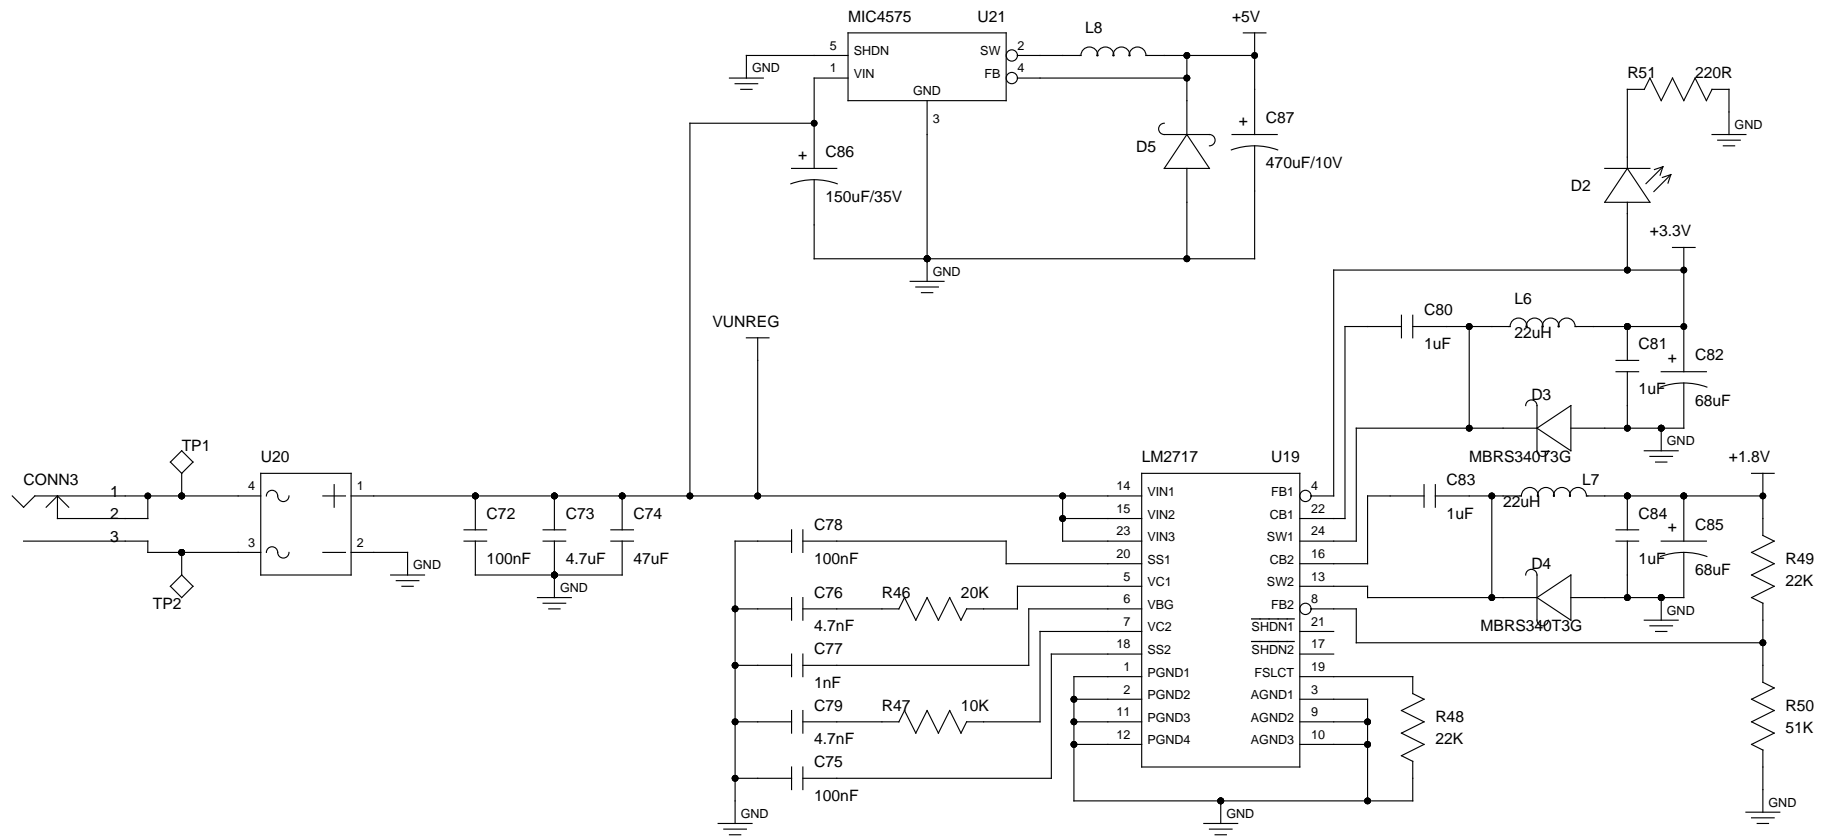 MIC4575 U21
5 SHDN SW 2
1 VIN FB 4
GND
3
GND
L8
+5V
C86
+
150uF/35V
D5
+
C87
470uF/10V
GND
R51 220R
GND
D2
+3.3V
VUNREG
C80
1uF
L6
22uH
C81
1uF
+
C82
68uF
D3
MBRS340T3G
GND
CONN3
1
2
3
TP1
TP2
U20
4 + 1
3 − 2
GND
C72
100nF
C73
4.7uF
C74
47uF
GND
C78
100nF
C76
4.7nF
R46 20K
C77
1nF
C79
4.7nF
R47 10K
C75
100nF
GND
LM2717 U19
14 VIN1 FB1 4
15 VIN2 CB1 22
23 VIN3 SW1 24
20 SS1 CB2 16
5 VC1 SW2 13
6 VBG FB2 8
7 VC2 SHDN1 21
18 SS2 SHDN2 17
1 PGND1 FSLCT 19
2 PGND2 AGND1 3
11 PGND3 AGND2 9
12 PGND4 AGND3 10
GND
R48
22K
C83
1uF
L7
22uH
+1.8V
C84
1uF
+
C85
68uF
D4
MBRS340T3G
GND
R49
22K
R50
51K
GND